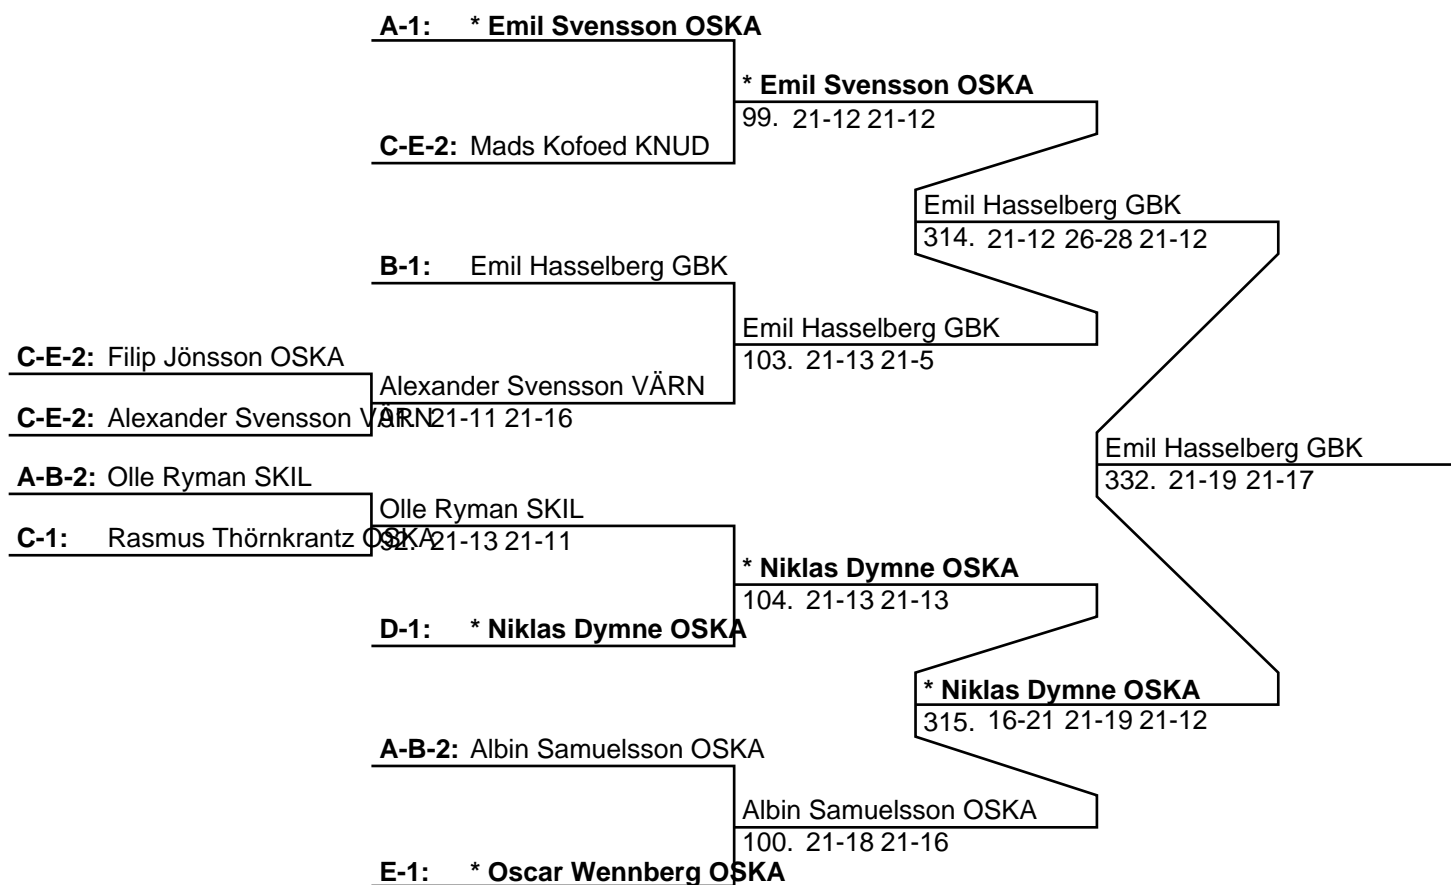 A-1: * Emil Svensson OSKA
* Emil Svensson OSKA
99. 21-12 21-12
C-E-2: Mads Kofoed KNUD
Emil Hasselberg GBK
314. 21-12 26-28 21-12
B-1: Emil Hasselberg GBK
Emil Hasselberg GBK
103. 21-13 21-5
C-E-2: Filip Jönsson OSKA
Alexander Svensson VÄRN
C-E-2: Alexander Svensson VÄRN
91. 21-11 21-16
Emil Hasselberg GBK
332. 21-19 21-17
A-B-2: Olle Ryman SKIL
Olle Ryman SKIL
C-1: Rasmus Thörnkrantz OSKA
92. 21-13 21-11
* Niklas Dymne OSKA
104. 21-13 21-13
D-1: * Niklas Dymne OSKA
* Niklas Dymne OSKA
315. 16-21 21-19 21-12
A-B-2: Albin Samuelsson OSKA
Albin Samuelsson OSKA
100. 21-18 21-16
E-1: * Oscar Wennberg OSKA